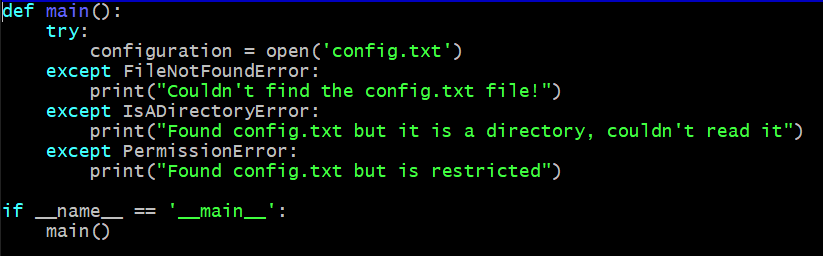 def main():
    try:
        configuration = open('config.txt')
    except FileNotFoundError:
        print("Couldn't find the config.txt file!")
    except IsADirectoryError:
        print("Found config.txt but it is a directory, couldn't read it")
    except PermissionError:
        print("Found config.txt but is restricted")

if __name__ == '__main__':
    main()